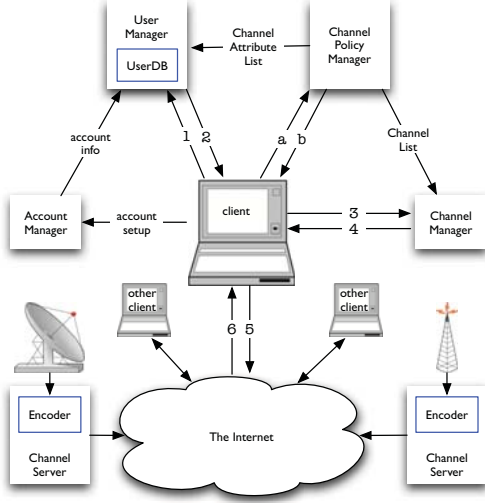 User
Manager
UserDB
Channel
Attribute
List
Channel
Policy
Manager
account
info
1
2
a
b
Channel
List
Account
Manager
account
setup
client
3
4
Channel
Manager
other
client
6
5
other
client
Encoder
Channel
Server
The Internet
Encoder
Channel
Server